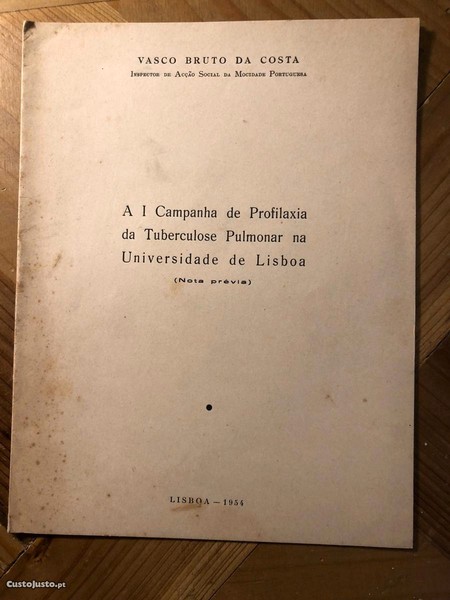 VASCO BRUTO DA COSTA
INSPECTOR DE ACÇÃO SOCIAL DA MOCIDADE PORTUGUESA
A I Campanha de Profilaxia
da Tuberculose Pulmonar na
Universidade de Lisboa
(Nota prévia)
LISBOA — 1954
CustoJusto.pt